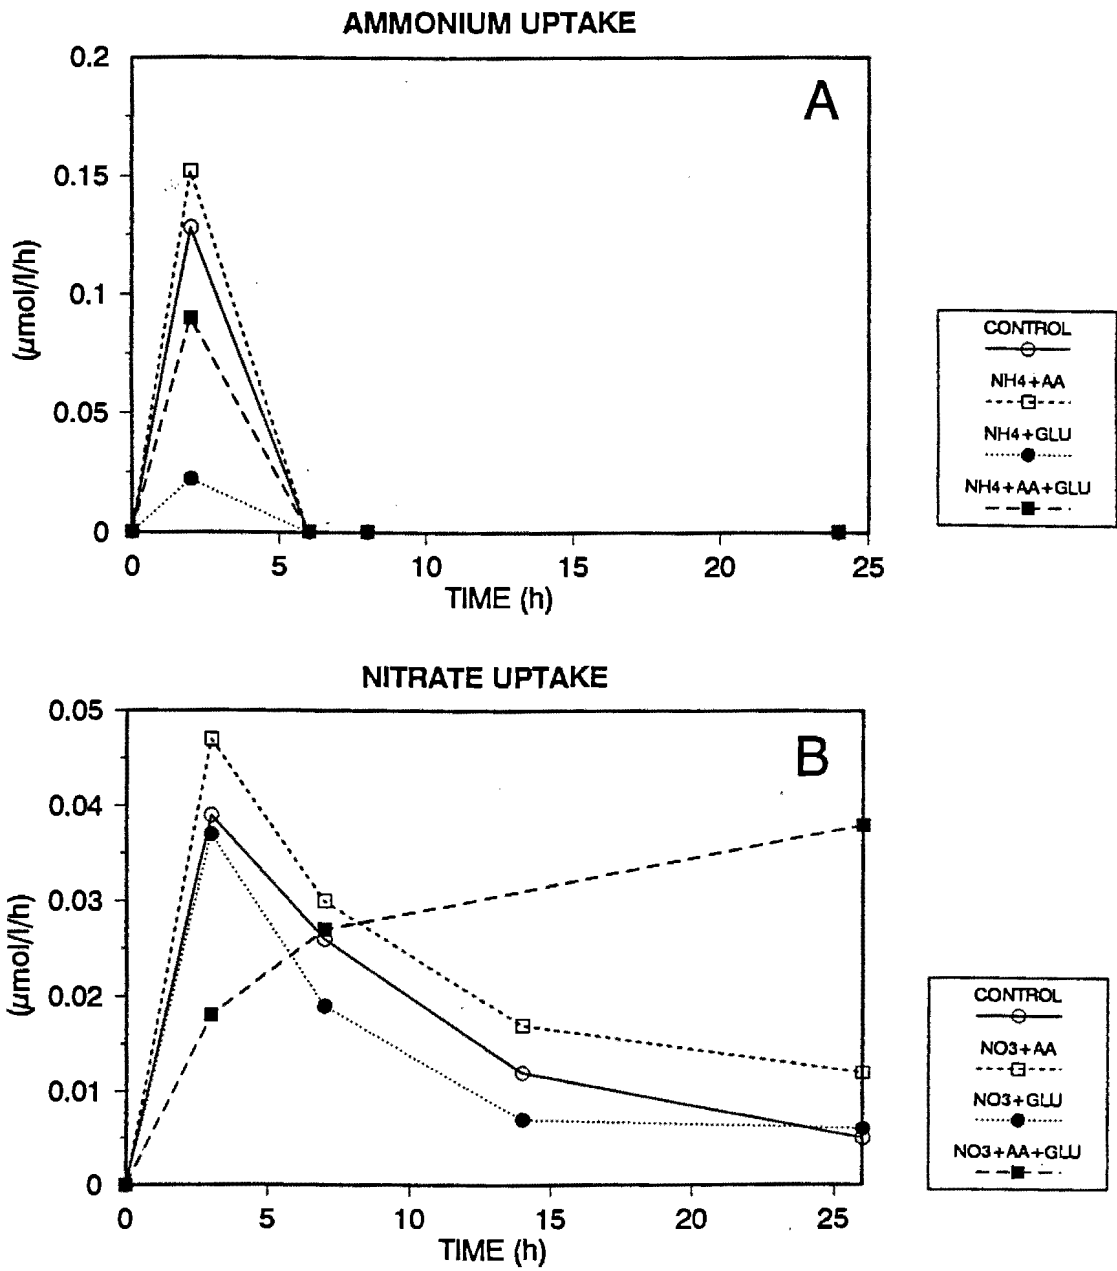 AMMONIUM UPTAKE
A
0.2
0.15
0.1
0.05
0
(µmol/l/h)
0 5 10 15 20 25
TIME (h)
CONTROL
NH4+AA
NH4+GLU
NH4+AA+GLU
NITRATE UPTAKE
B
0.05
0.04
0.03
0.02
0.01
0
(µmol/l/h)
0 5 10 15 20 25
TIME (h)
CONTROL
NO3+AA
NO3+GLU
NO3+AA+GLU